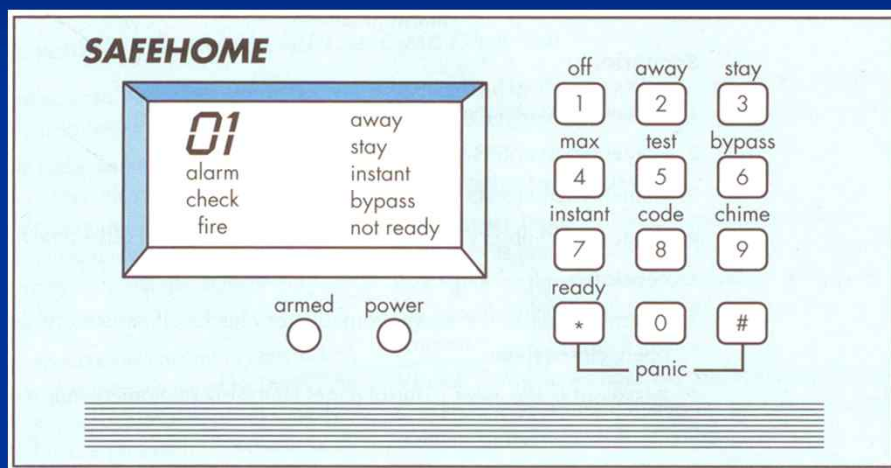 SAFEHOME
01
alarm
check
fire
away
stay
instant
bypass
not ready
armed power
off away stay
1 2 3
max test bypass
4 5 6
instant code chime
7 8 9
ready
* 0 #
panic